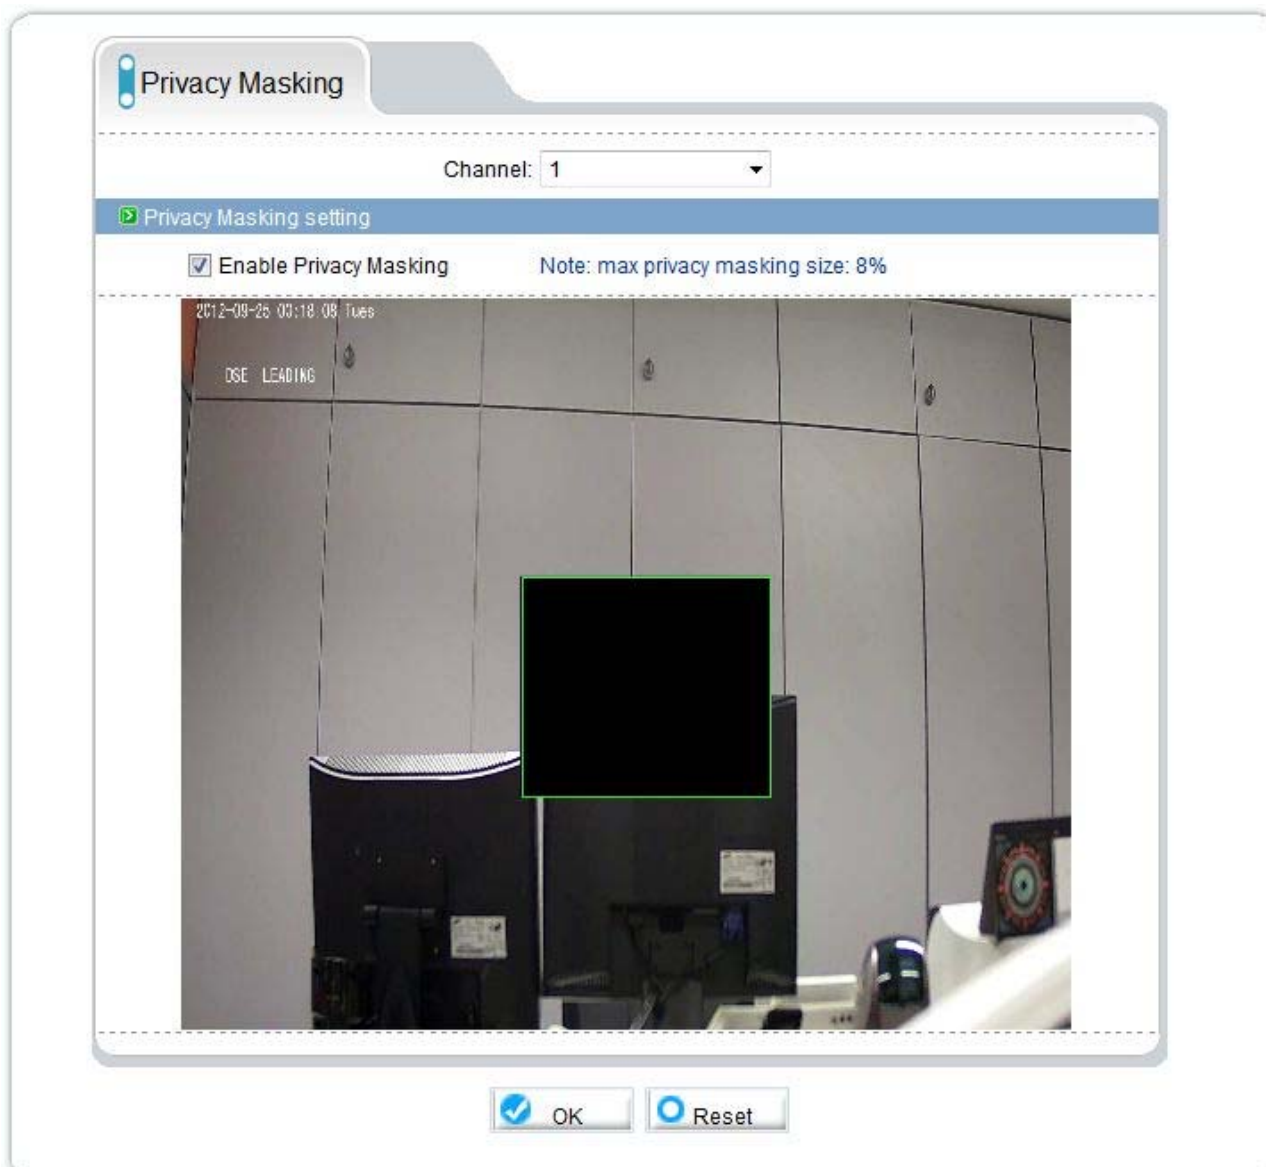 Privacy Masking
Channel: 1
Privacy Masking setting
Enable Privacy Masking Note: max privacy masking size: 8%
2012-09-25 03:18 08 Tues
DSE LEADING
OK Reset